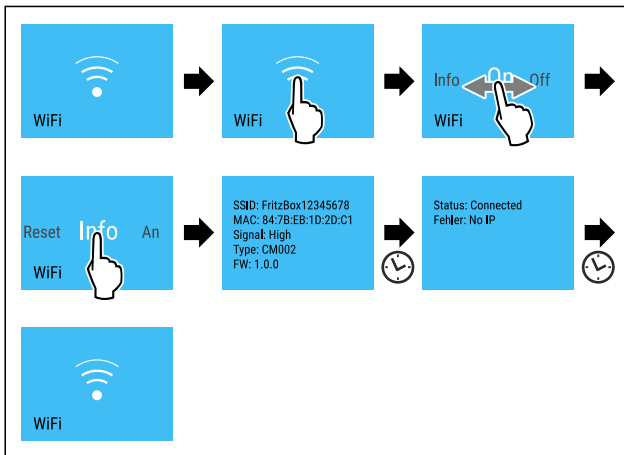 WiFi
WiFi
Info On Off
WiFi
Reset Info An
WiFi
SSID: FritzBox12345678
MAC: 84:7B:EB:1D:2D:C1
Signal: High
Type: CM002
FW: 1.0.0
Status: Connected
Fehler: No IP
WiFi